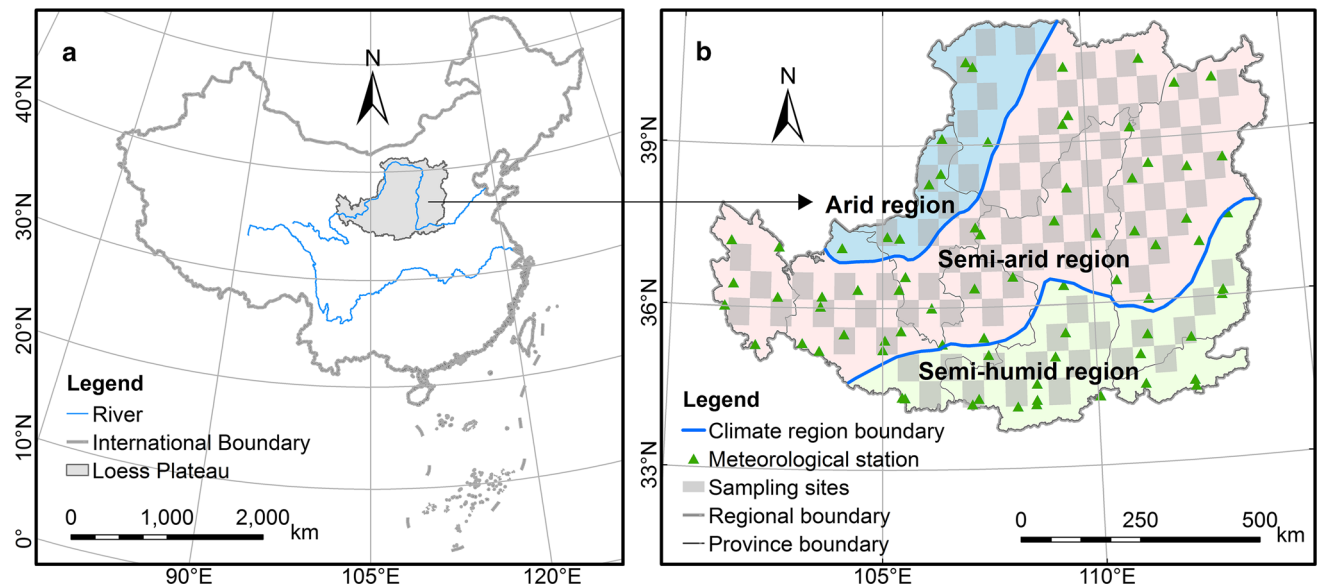 a
N
40°N
30°N
20°N
10°N
0°
Legend
River
International Boundary
Loess Plateau
0 1,000 2,000 km
90°E 105°E 120°E
b
N
39°N
36°N
33°N
Arid region
Semi-arid region
Semi-humid region
Legend
Climate region boundary
Meteorological station
Sampling sites
Regional boundary
Province boundary
0 250 500 km
105°E 110°E